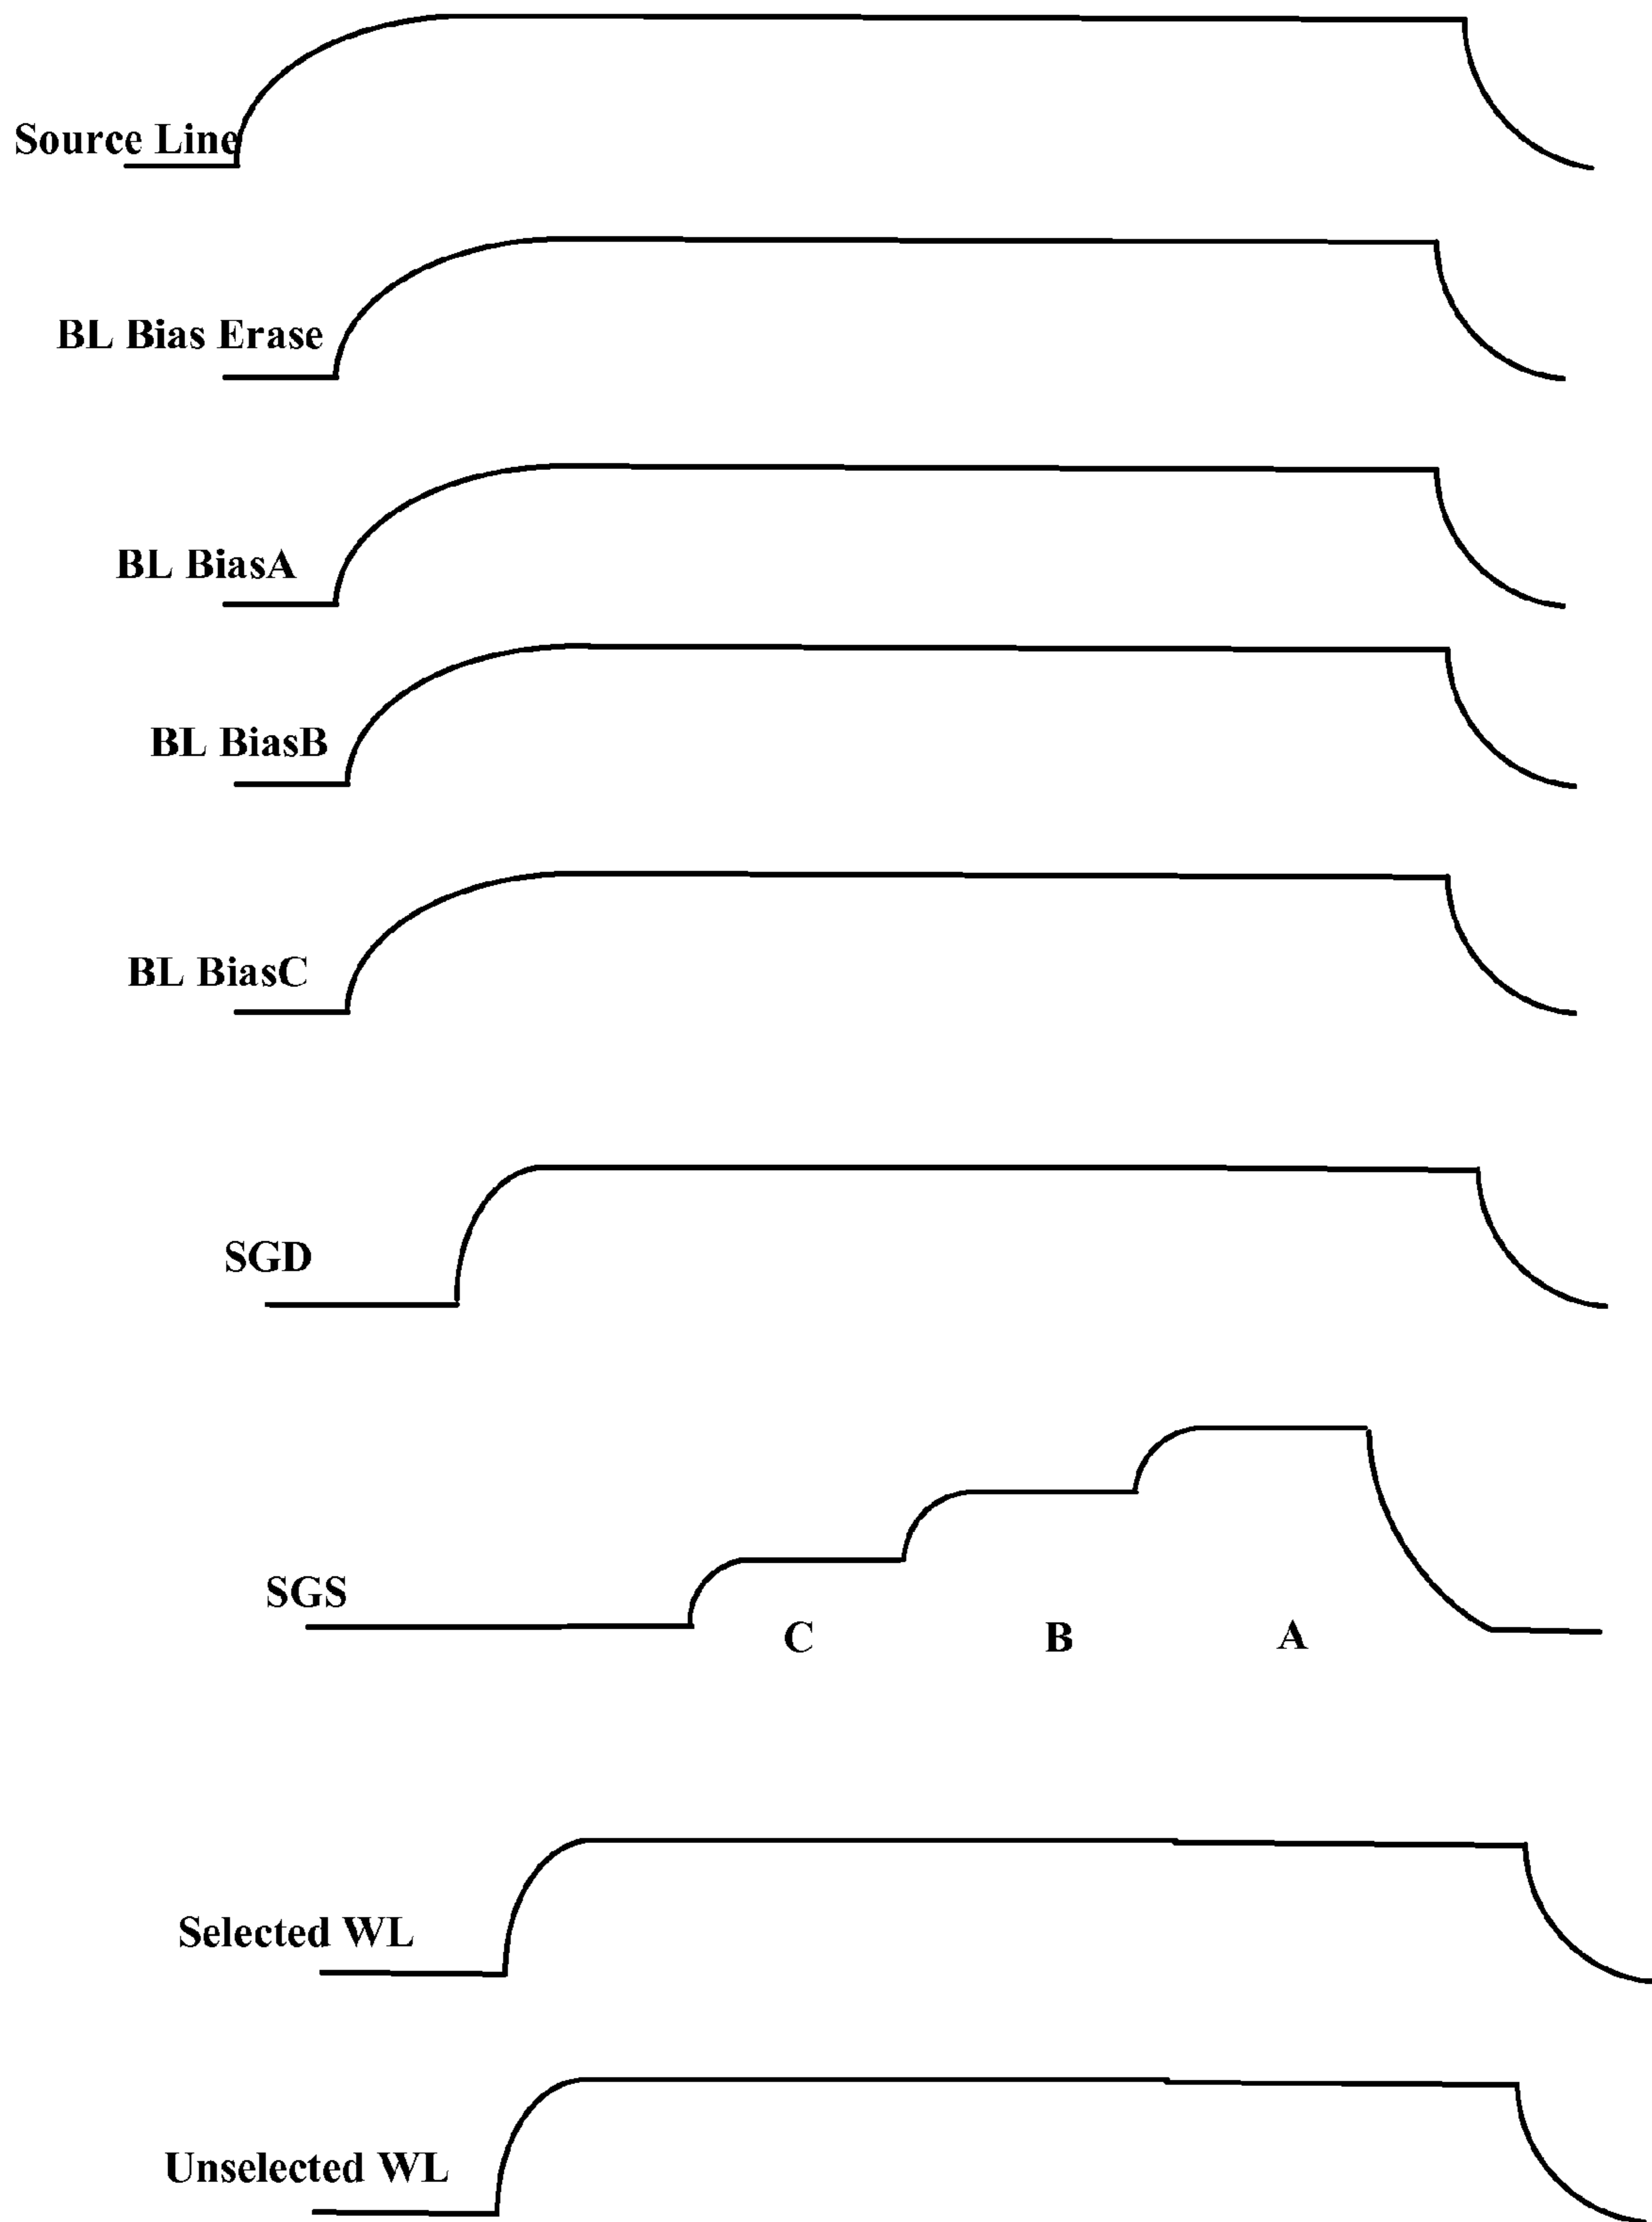 Source Line
BL Bias Erase
BL BiasA
BL BiasB
BL BiasC
SGD
SGS
C B A
Selected WL
Unselected WL